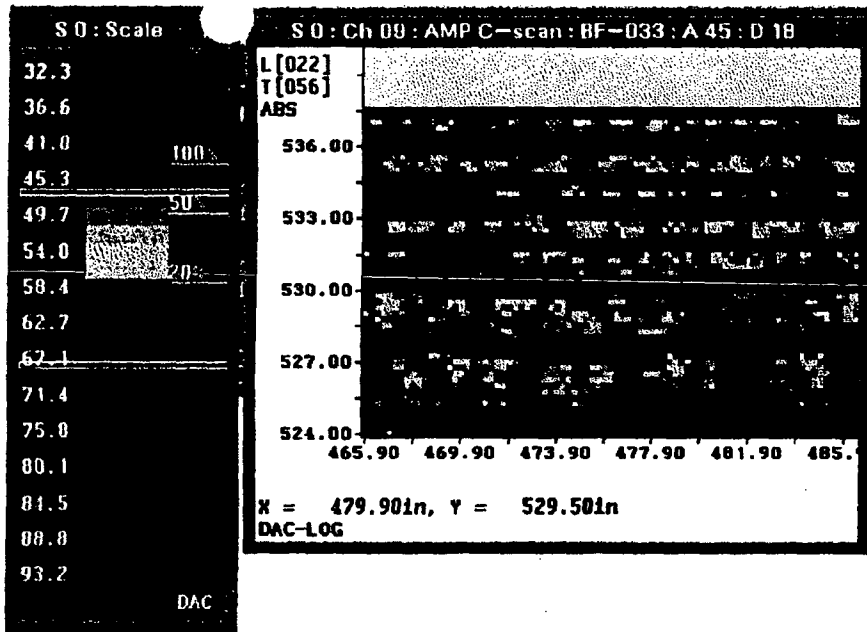 S 0 : Scale
32.3
36.6
41.0
100%
45.3
50%
49.7
54.0
20%
58.4
62.7
67.1
71.4
75.8
80.1
84.5
88.8
93.2
DAC
S 0 : Ch 09 : AMP C-scan : BF-033 : A 45 : D 18
L[022]
T[056]
ABS
536.00
533.00
530.00
527.00
524.00
465.90 469.90 473.90 477.90 481.90 485.
X = 479.90in, Y = 529.50in
DAC-LOG